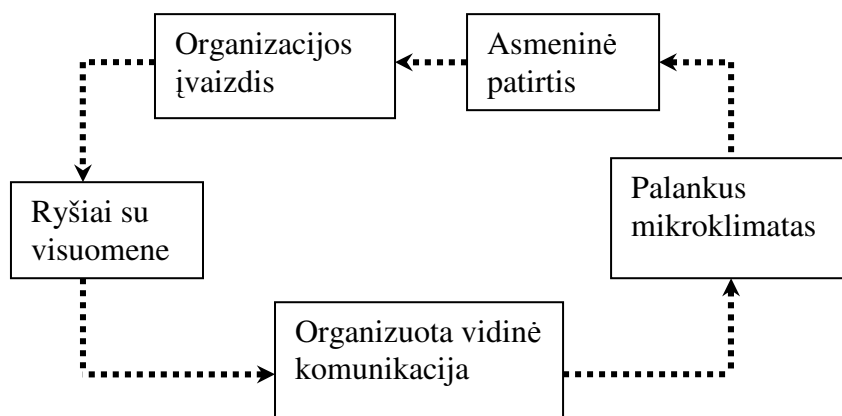 Organizacijos
įvaizdis
Asmeninė
patirtis
Ryšiai su
visuomene
Palankus
mikroklimatas
Organizuota vidinė
komunikacija